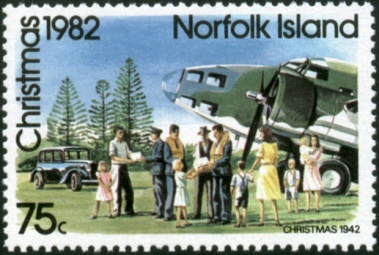 Christmas 1982
Norfolk Island
75c
CHRISTMAS 1942